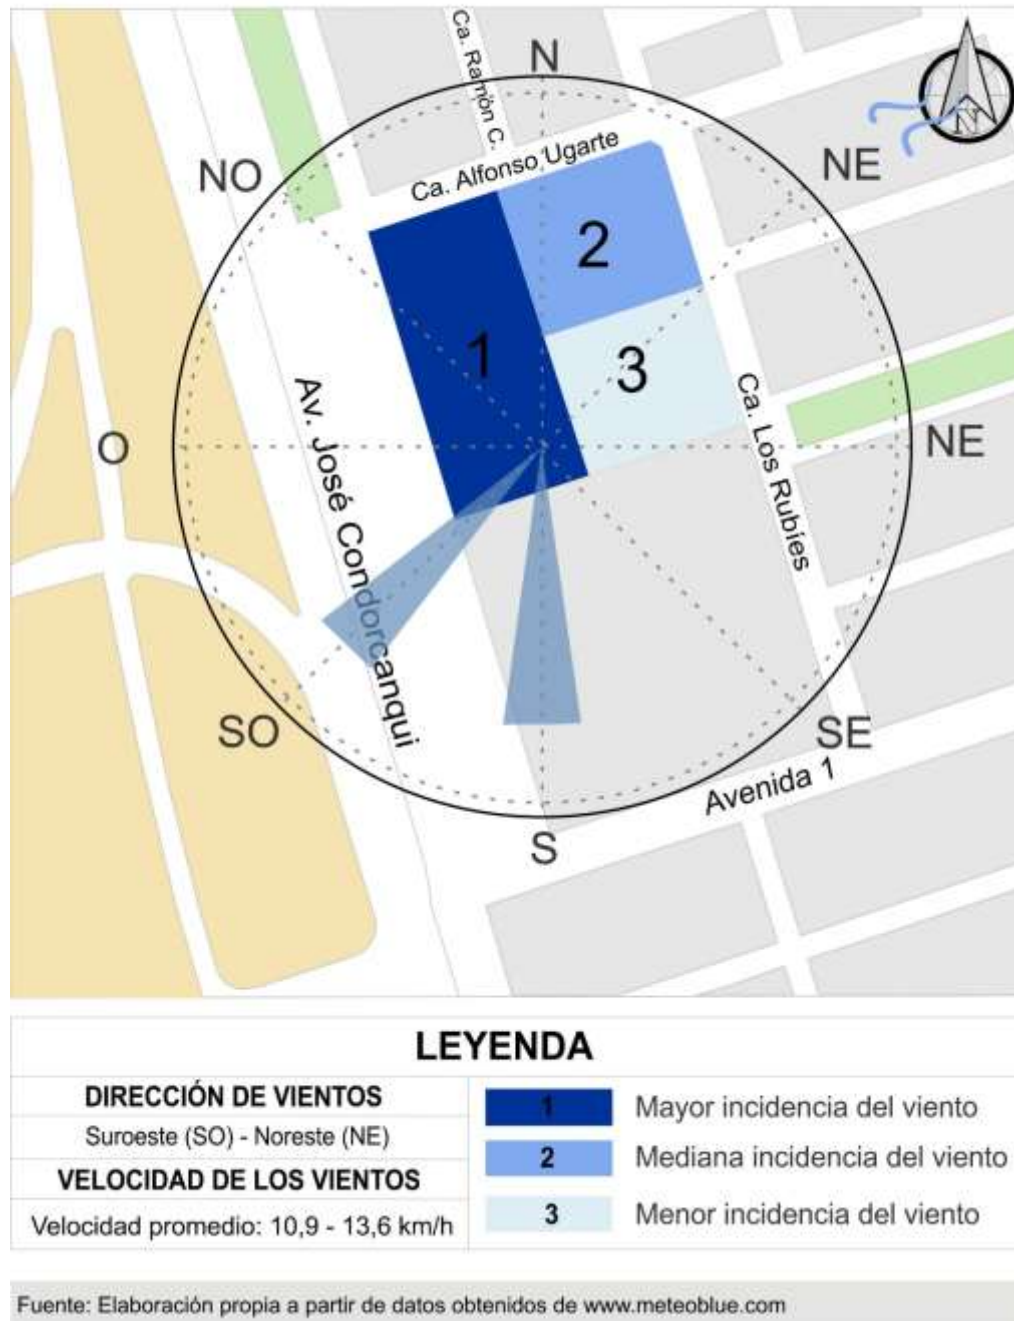 Ca. Ramón C.
N
N
NO
NE
Ca. Alfonso Ugarte
2
1
3
O
NE
Av. José Condorcanqui
Ca. Los Rubíes
SO
SE
Avenida 1
S
LEYENDA
DIRECCIÓN DE VIENTOS
Suroeste (SO) - Noreste (NE)
VELOCIDAD DE LOS VIENTOS
Velocidad promedio: 10,9 - 13,6 km/h
1 Mayor incidencia del viento
2 Mediana incidencia del viento
3 Menor incidencia del viento
Fuente: Elaboración propia a partir de datos obtenidos de www.meteoblue.com